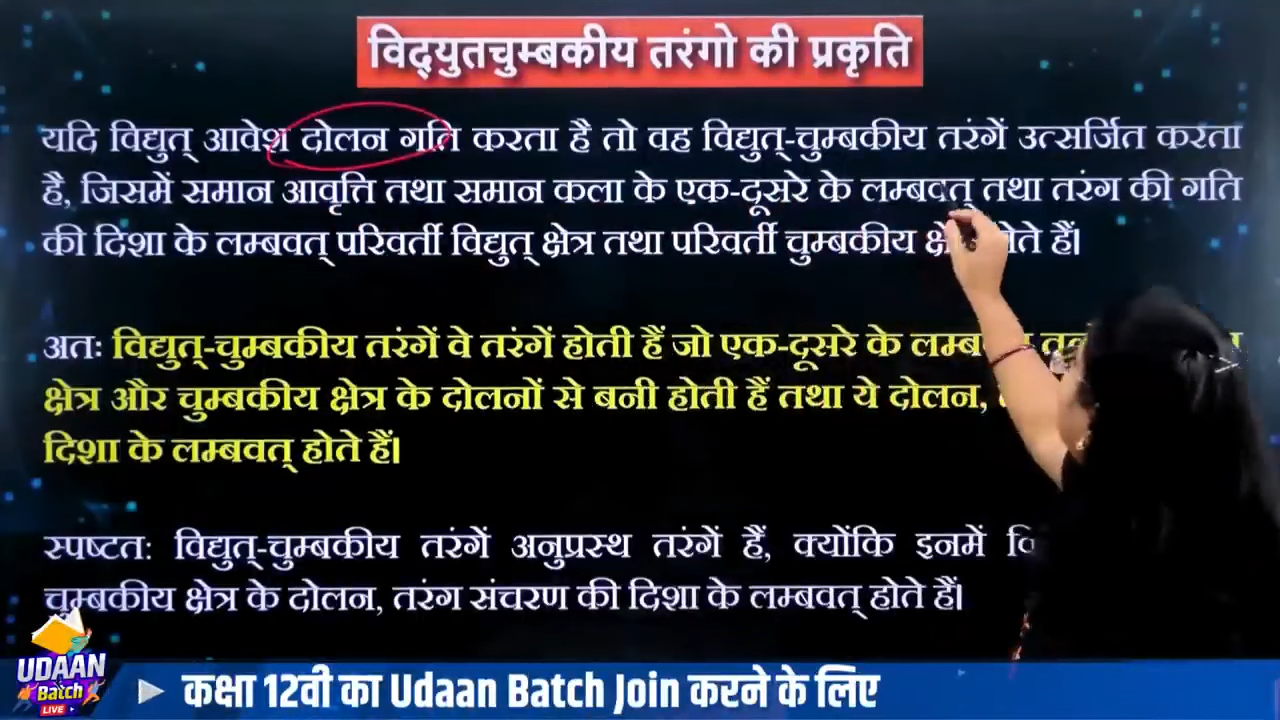 विद्युतचुम्बकीय तरंगो की प्रकृति
यदि विद्युत् आवेश दोलन गति करता है तो वह विद्युत्-चुम्बकीय तरंगें उत्सर्जित करता
है, जिसमें समान आवृत्ति तथा समान कला के एक-दूसरे के लम्बवत् तथा तरंग की गति
की दिशा के लम्बवत् परिवर्ती विद्युत् क्षेत्र तथा परिवर्ती चुम्बकीय हैं।
अतः विद्युत्-चुम्बकीय तरंगें वे तरंगें होती हैं जो एक-दूसरे के
क्षेत्र और चुम्बकीय क्षेत्र के दोलनों से बनी होती हैं तथा ये दोलन,
दिशा के लम्बवत् होते हैं।
स्पष्टत: विद्युत्-चुम्बकीय तरंगें अनुप्रस्थ तरंगें हैं, क्योंकि इनमें
चुम्बकीय क्षेत्र के दोलन, तरंग संचरण की दिशा के लम्बवत् होते हैं।
UDAAN
Batch
LIVE
कक्षा 12वी का Udaan Batch Join करने के लिए